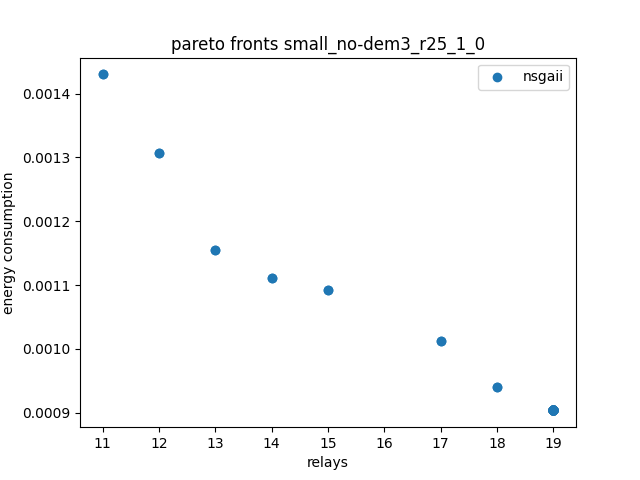 pareto fronts small_no-dem3_r25_1_0
nsgaii
energy consumption
0.0014
0.0013
0.0012
0.0011
0.0010
0.0009
11 12 13 14 15 16 17 18 19
relays